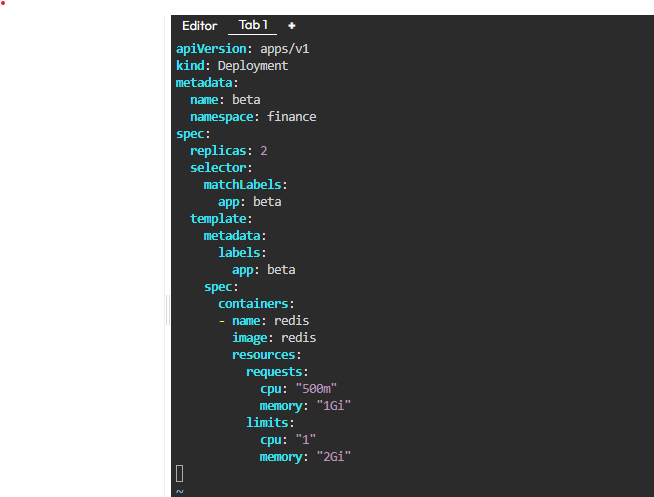 Editor Tab 1 +
apiVersion: apps/v1
kind: Deployment
metadata:
  name: beta
  namespace: finance
spec:
  replicas: 2
  selector:
    matchLabels:
      app: beta
  template:
    metadata:
      labels:
        app: beta
    spec:
      containers:
      - name: redis
        image: redis
        resources:
          requests:
            cpu: "500m"
            memory: "1Gi"
          limits:
            cpu: "1"
            memory: "2Gi"
~